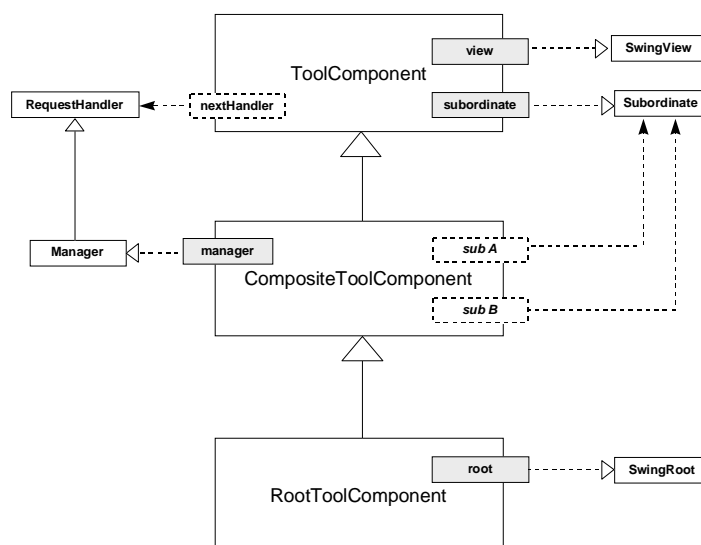 view
SwingView
ToolComponent
RequestHandler
nextHandler
subordinate
Subordinate
Manager
manager
sub A
CompositeToolComponent
sub B
root
SwingRoot
RootToolComponent